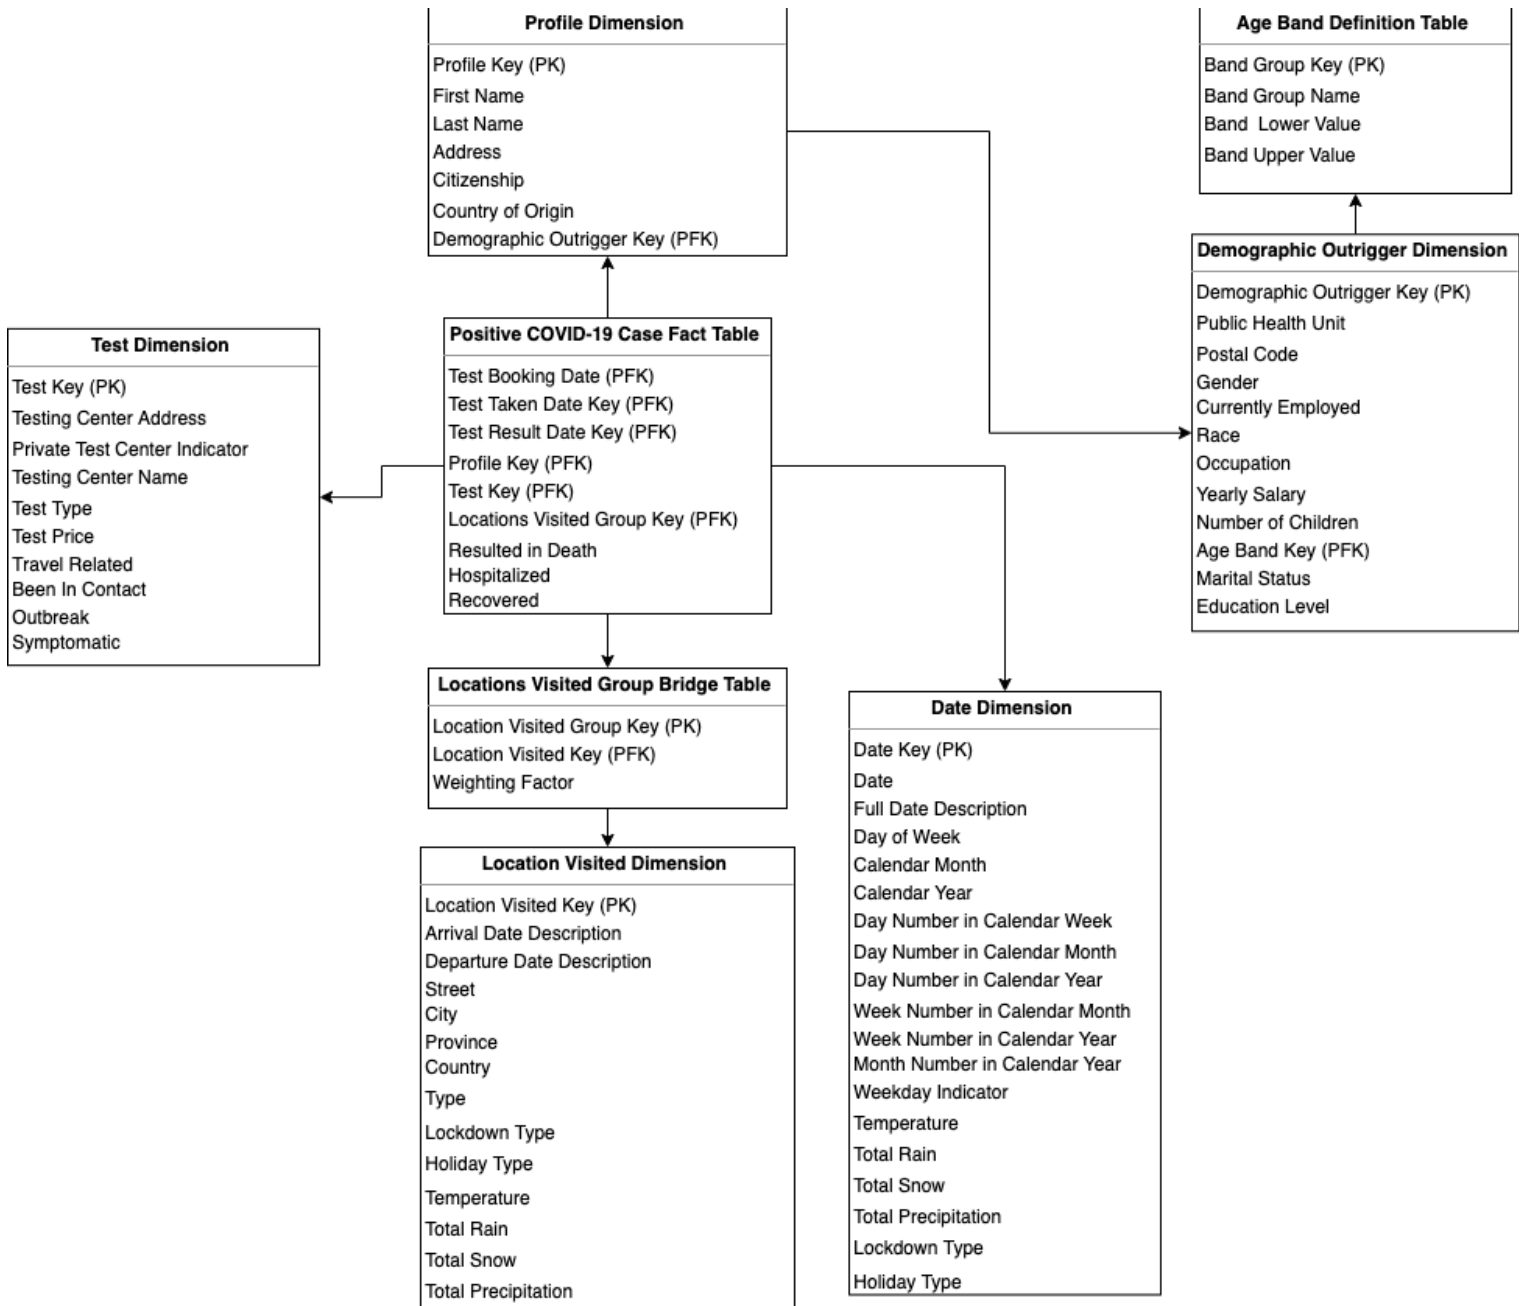 Profile Dimension
Profile Key (PK)
First Name
Last Name
Address
Citizenship
Country of Origin
Demographic Outrigger Key (PFK)
Age Band Definition Table
Band Group Key (PK)
Band Group Name
Band Lower Value
Band Upper Value
Demographic Outrigger Dimension
Demographic Outrigger Key (PK)
Public Health Unit
Postal Code
Gender
Currently Employed
Race
Occupation
Yearly Salary
Number of Children
Age Band Key (PFK)
Marital Status
Education Level
Test Dimension
Test Key (PK)
Testing Center Address
Private Test Center Indicator
Testing Center Name
Test Type
Test Price
Travel Related
Been In Contact
Outbreak
Symptomatic
Positive COVID-19 Case Fact Table
Test Booking Date (PFK)
Test Taken Date Key (PFK)
Test Result Date Key (PFK)
Profile Key (PFK)
Test Key (PFK)
Locations Visited Group Key (PFK)
Resulted in Death
Hospitalized
Recovered
Locations Visited Group Bridge Table
Location Visited Group Key (PK)
Location Visited Key (PFK)
Weighting Factor
Location Visited Dimension
Location Visited Key (PK)
Arrival Date Description
Departure Date Description
Street
City
Province
Country
Type
Lockdown Type
Holiday Type
Temperature
Total Rain
Total Snow
Total Precipitation
Date Dimension
Date Key (PK)
Date
Full Date Description
Day of Week
Calendar Month
Calendar Year
Day Number in Calendar Week
Day Number in Calendar Month
Day Number in Calendar Year
Week Number in Calendar Month
Week Number in Calendar Year
Month Number in Calendar Year
Weekday Indicator
Temperature
Total Rain
Total Snow
Total Precipitation
Lockdown Type
Holiday Type